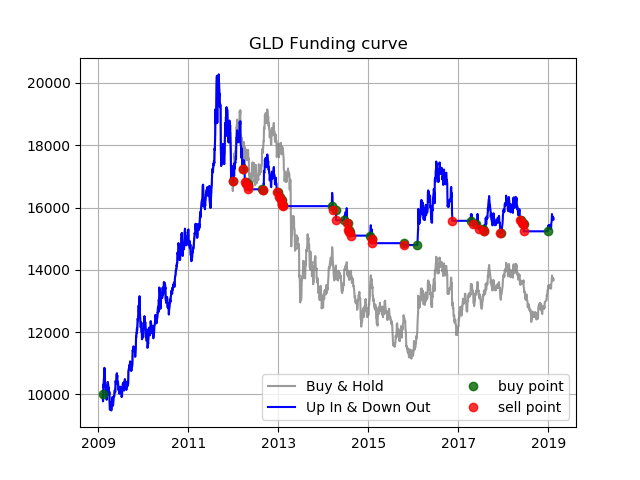 GLD Funding curve
20000
18000
16000
14000
12000
10000
Buy & Hold
Up In & Down Out
buy point
sell point
2009 2011 2013 2015 2017 2019